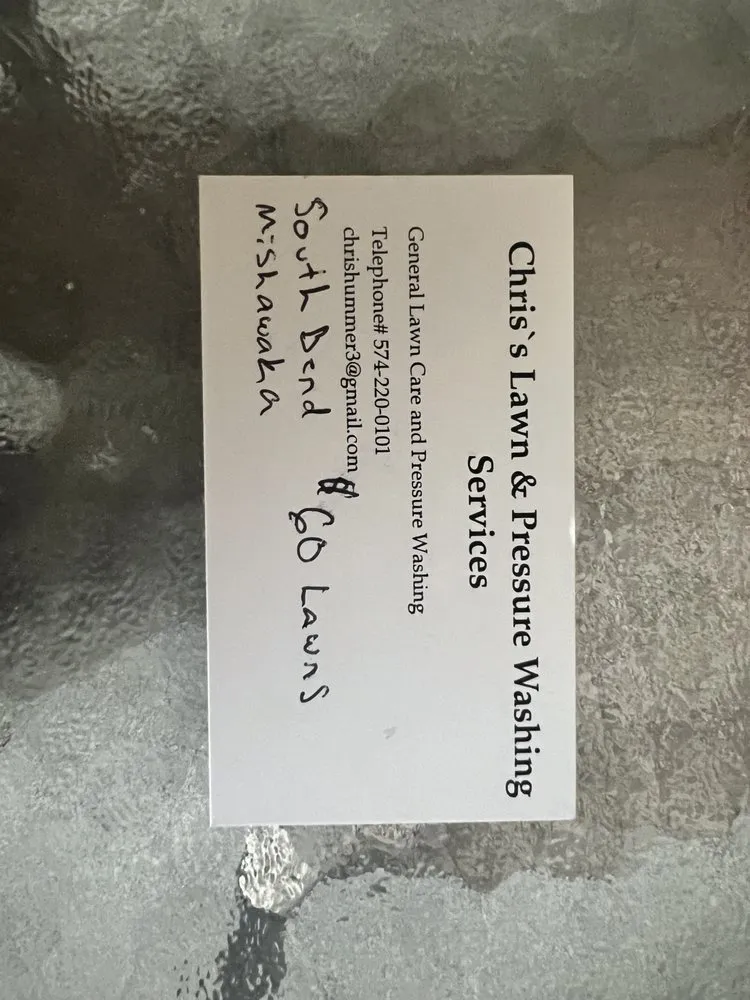 Chris`s Lawn & Pressure Washing
Services
General Lawn Care and Pressure Washing
Telephone# 574-220-0101
chrishummer3@gmail.com
South Bend 60 Lawns
Mishawaka